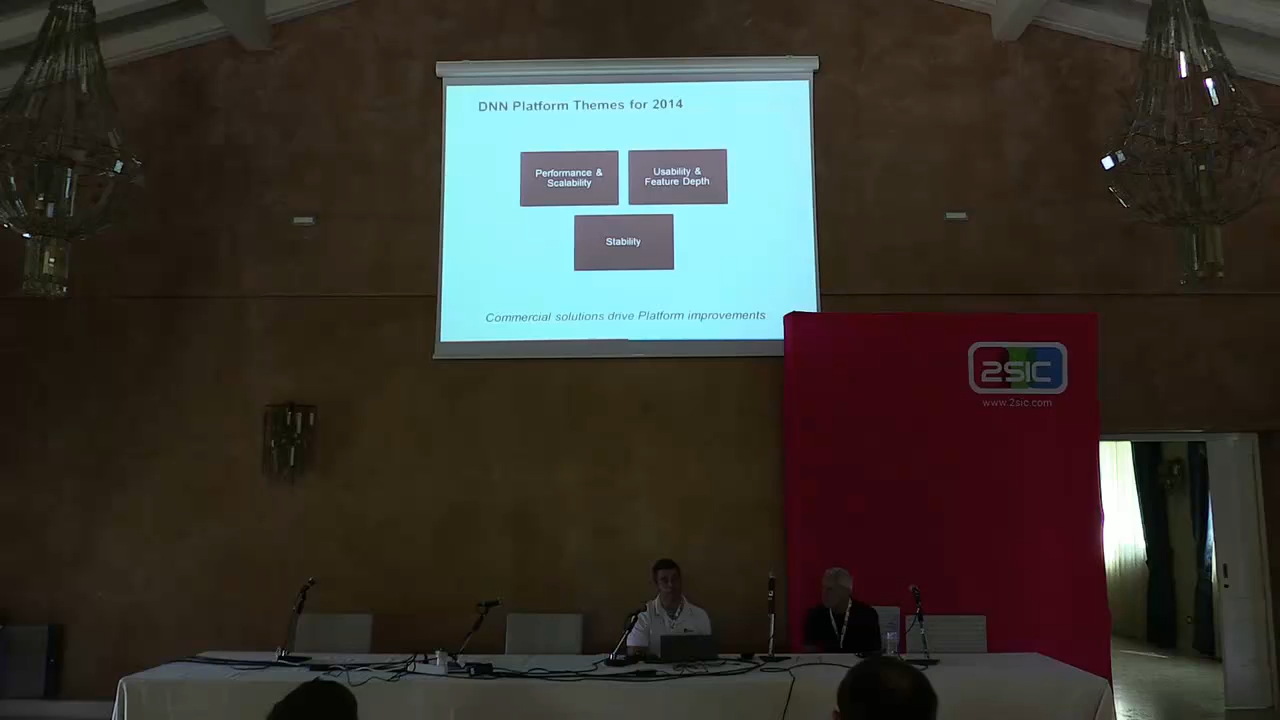 DNN Platform Themes for 2014
Performance &
Scalability
Usability &
Feature Depth
Stability
Commercial solutions drive Platform improvements
2SIC
www.2sic.com